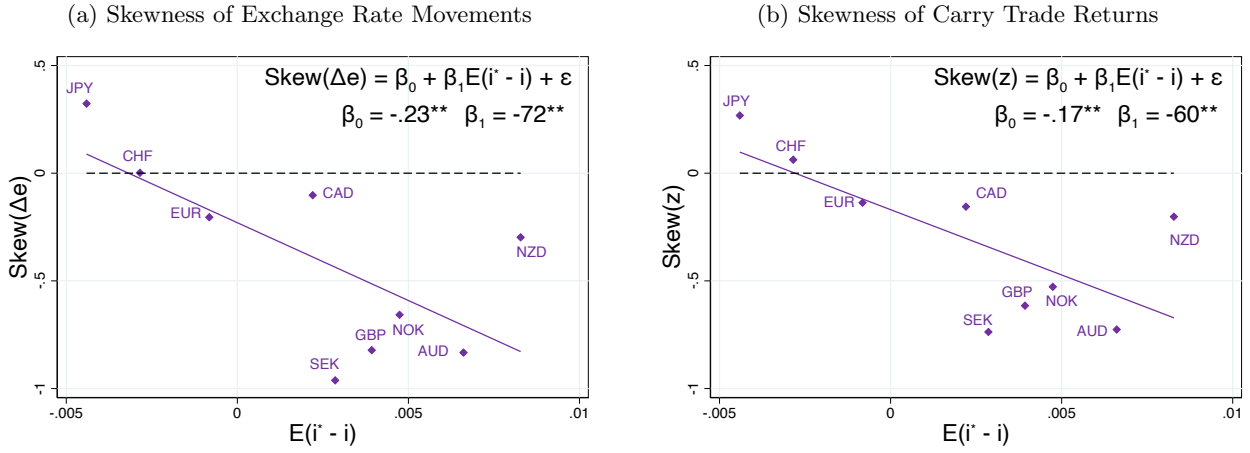 (a) Skewness of Exchange Rate Movements
Skew(Δe) = β₀ + β₁E(i* - i) + ε
β₀ = -.23** β₁ = -72**
Skew(Δe)
.5
0
-.5
-1
JPY
CHF
EUR
CAD
NZD
NOK
GBP
AUD
SEK
-.005
0
.005
.01
E(i* - i)
(b) Skewness of Carry Trade Returns
Skew(z) = β₀ + β₁E(i* - i) + ε
β₀ = -.17** β₁ = -60**
Skew(z)
.5
0
-.5
-1
JPY
CHF
EUR
CAD
NZD
GBP
NOK
SEK
AUD
-.005
0
.005
.01
E(i* - i)